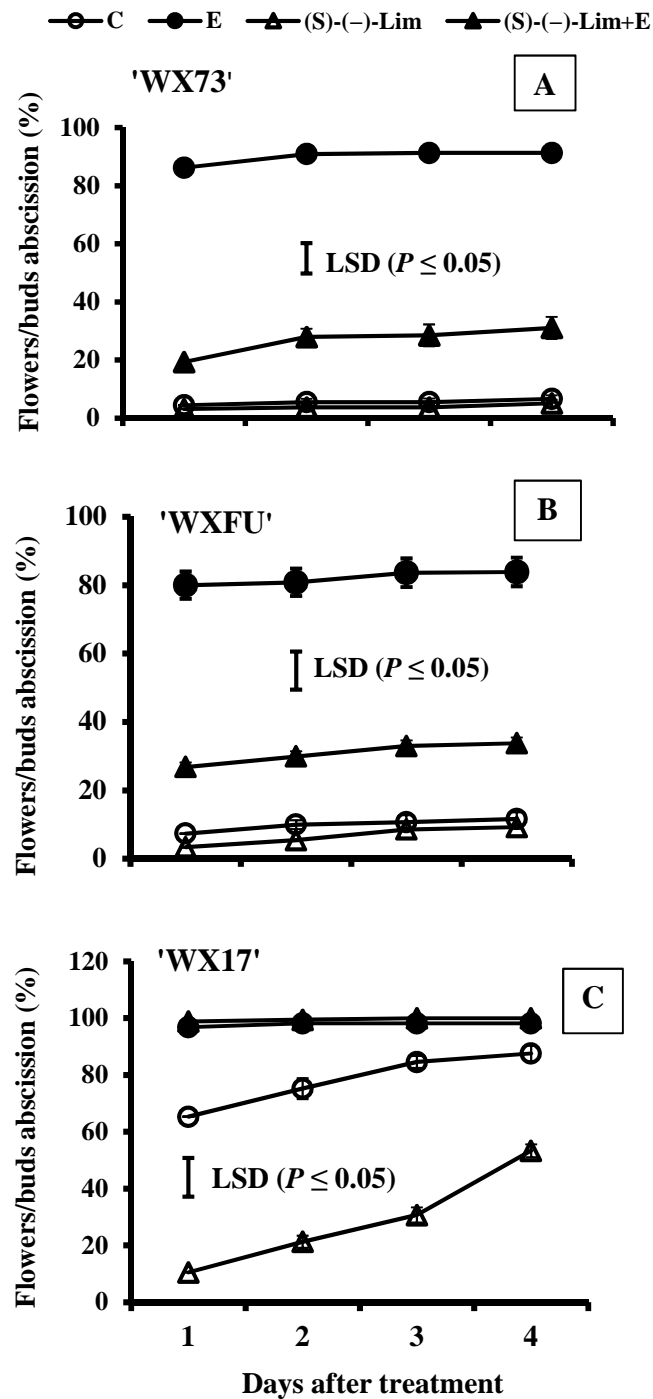 C E (S)-(−)-Lim (S)-(−)-Lim+E
'WX73' A
Flowers/buds abscission (%)
100
80
60
LSD (P ≤ 0.05)
40
20
0
'WXFU' B
Flowers/buds abscission (%)
100
80
60
LSD (P ≤ 0.05)
40
20
0
'WX17' C
Flowers/buds abscission (%)
120
100
80
60
LSD (P ≤ 0.05)
40
20
0
1 2 3 4
Days after treatment